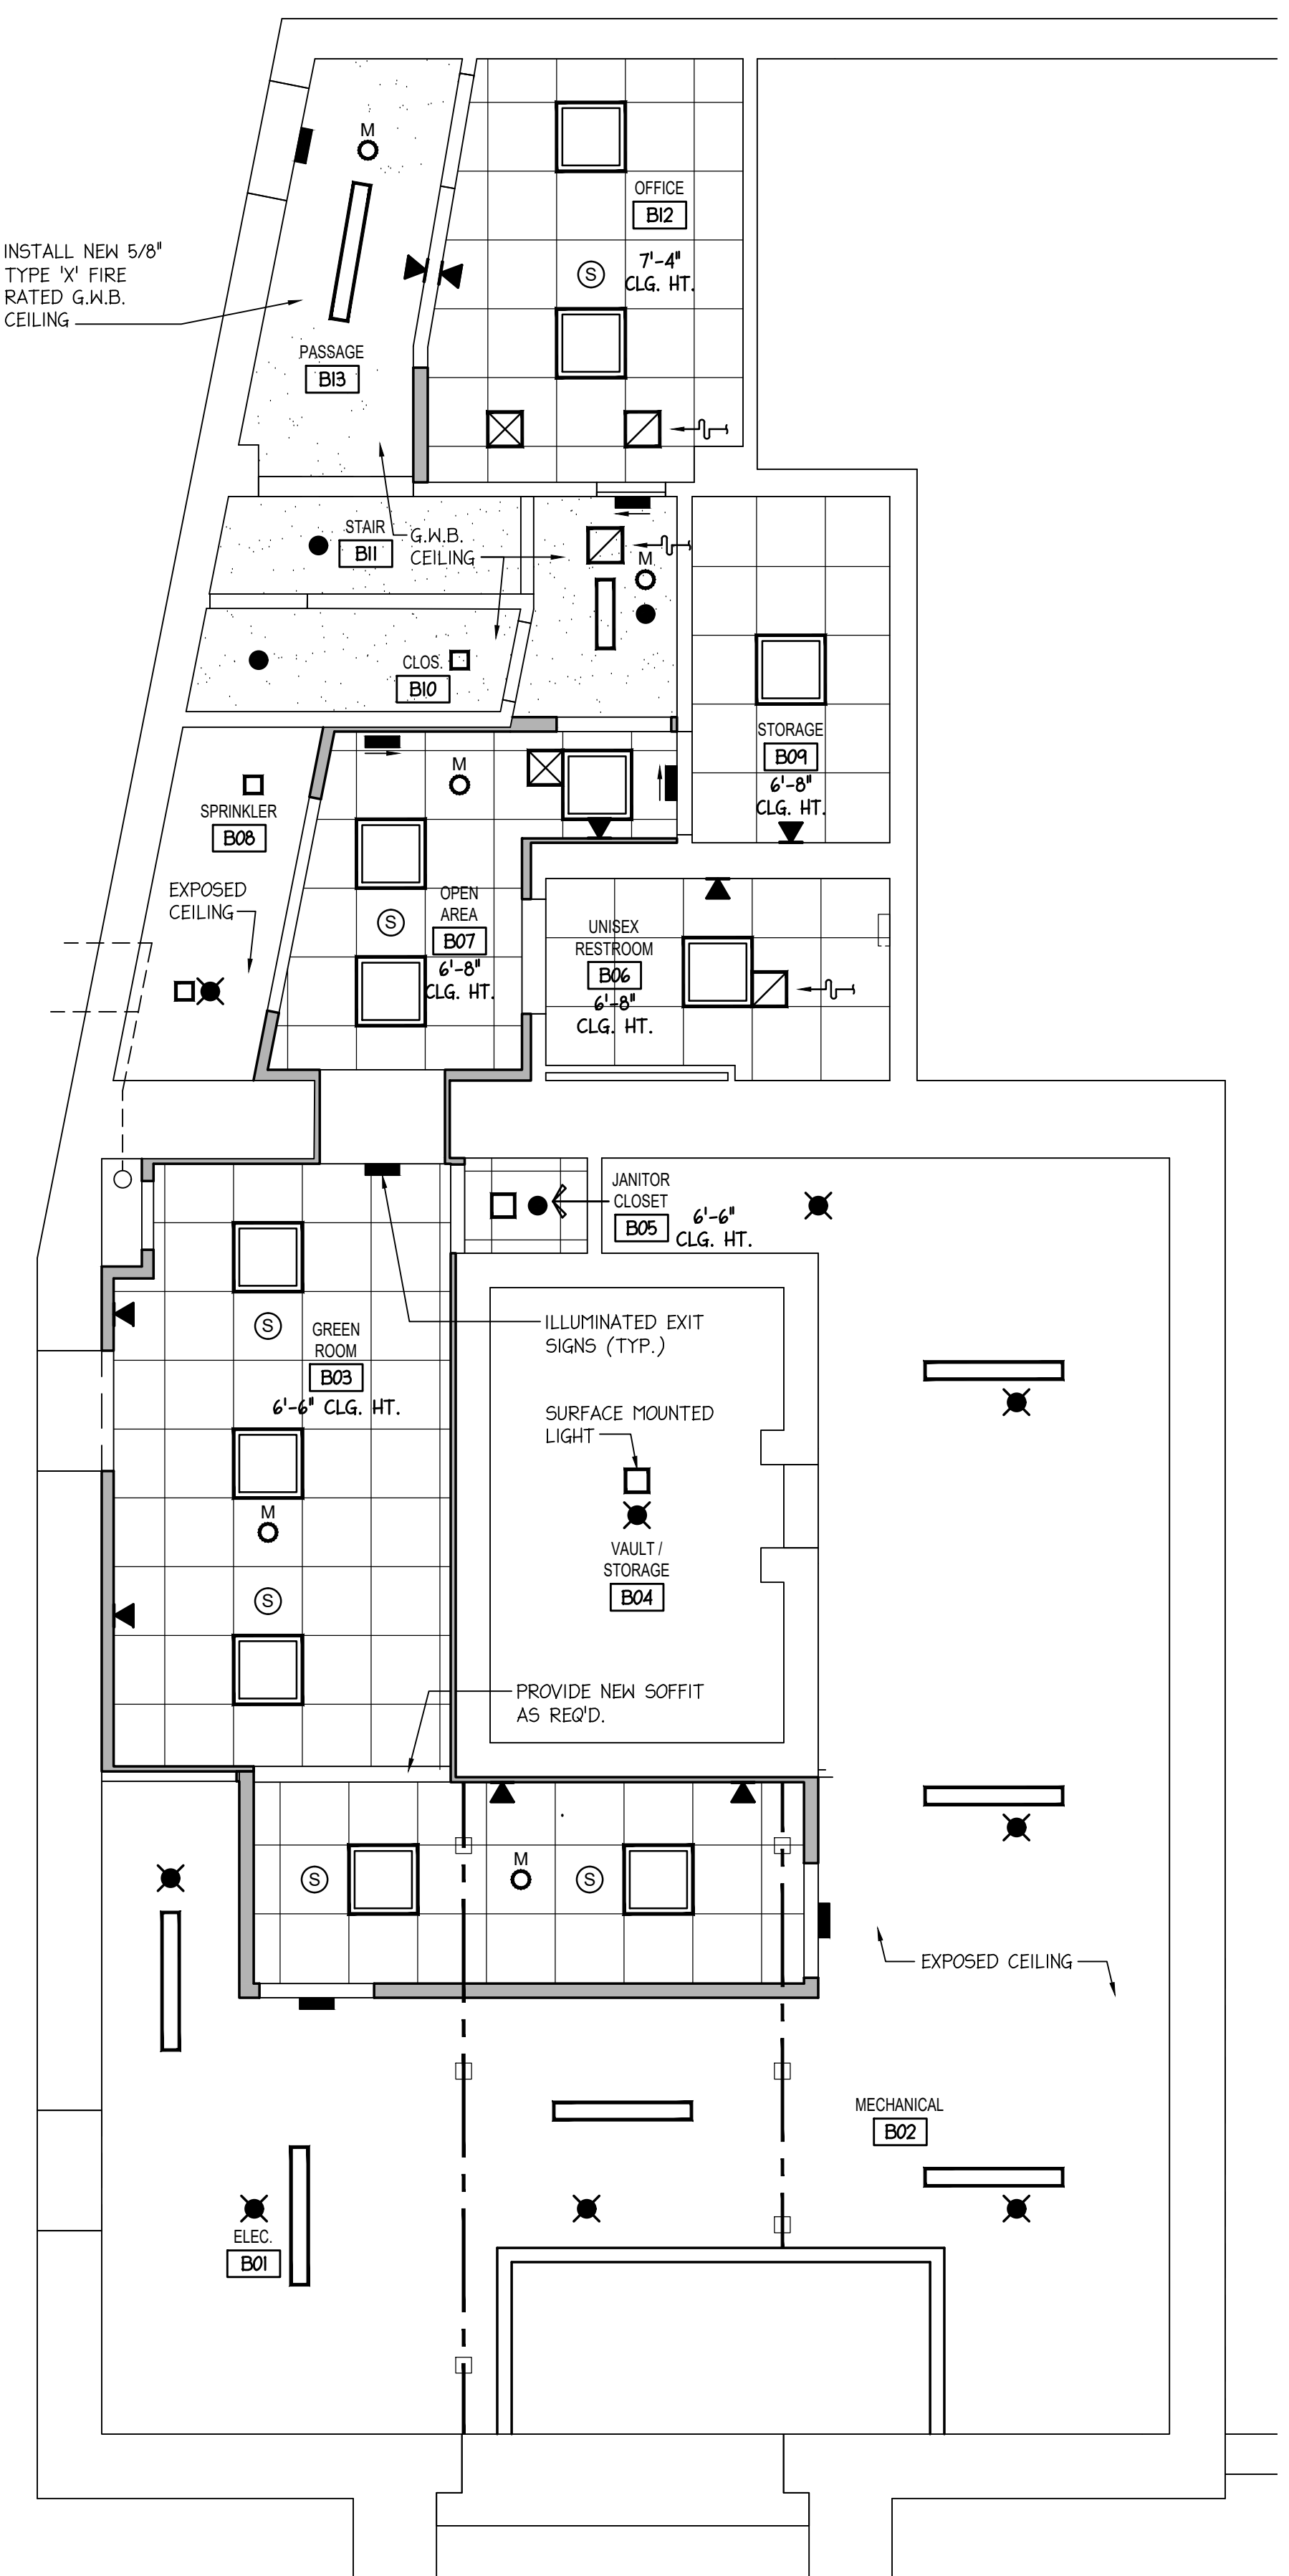 M
OFFICE
B12
7'-4"
CLG. HT.
S
INSTALL NEW 5/8"
TYPE 'X' FIRE
RATED G.W.B.
CEILING
PASSAGE
B13
STAIR
B11
G.W.B.
CEILING
M
CLOS.
B10
STORAGE
B09
6'-8"
CLG. HT.
M
SPRINKLER
B08
EXPOSED
CEILING
OPEN
AREA
B07
6'-8"
CLG. HT.
S
UNISEX
RESTROOM
B06
6'-8"
CLG. HT.
JANITOR
CLOSET
B05
6'-6"
CLG. HT.
ILLUMINATED EXIT
SIGNS (TYP.)
S
GREEN
ROOM
B03
6'-6" CLG. HT.
SURFACE MOUNTED
LIGHT
M
VAULT /
STORAGE
B04
S
PROVIDE NEW SOFFIT
AS REQ'D.
S
M
S
EXPOSED CEILING
MECHANICAL
B02
ELEC.
B01